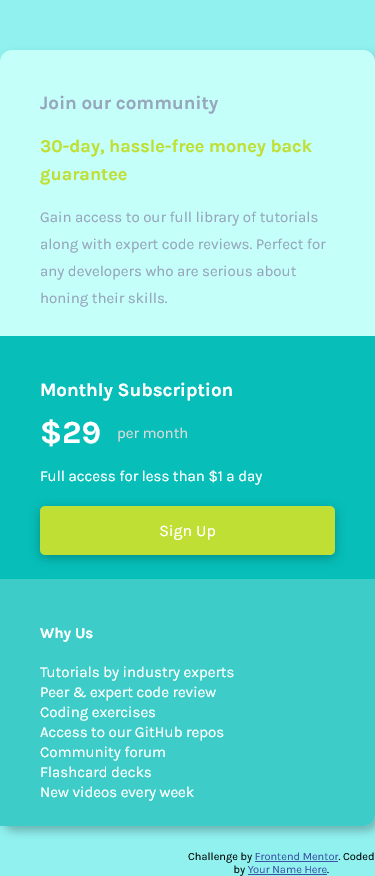 Join our community
30-day, hassle-free money back
guarantee
Gain access to our full library of tutorials
along with expert code reviews. Perfect for
any developers who are serious about
honing their skills.
Monthly Subscription
$29 per month
Full access for less than $1 a day
Sign Up
Why Us
Tutorials by industry experts
Peer & expert code review
Coding exercises
Access to our GitHub repos
Community forum
Flashcard decks
New videos every week
Challenge by Frontend Mentor. Coded
by Your Name Here.